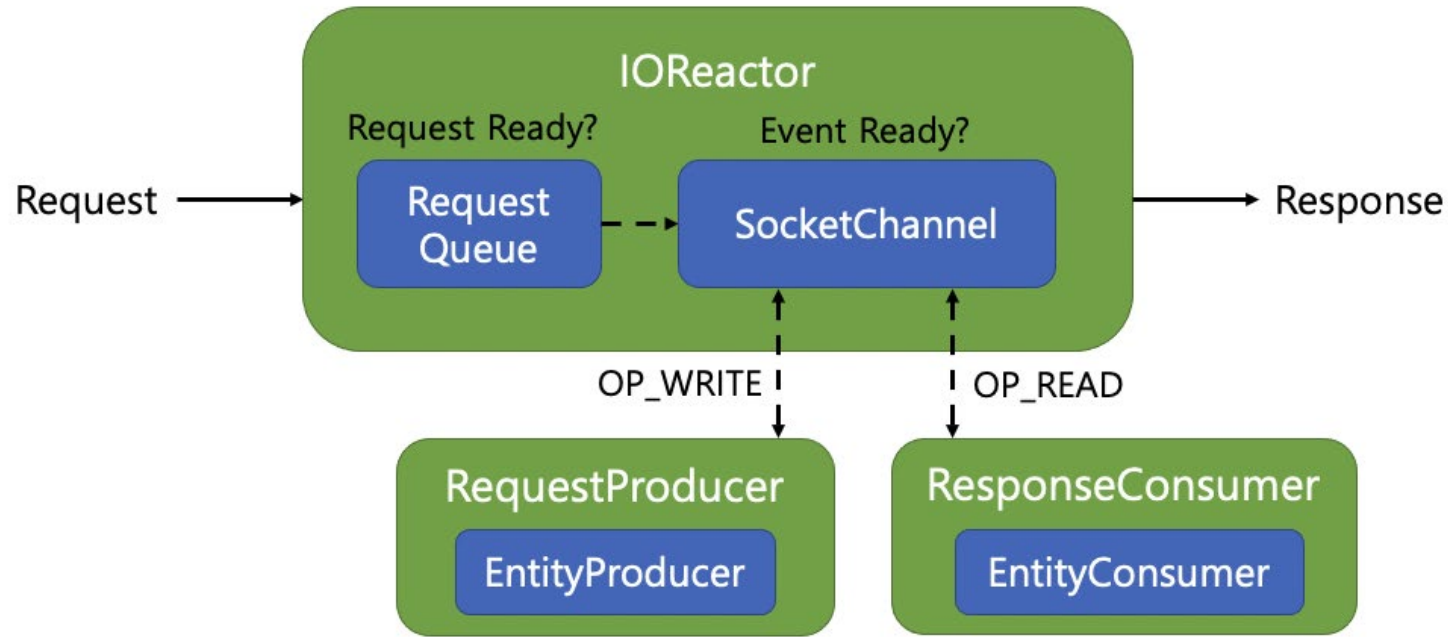 IOReactor
Request Ready?
Event Ready?
Request
Request
Queue
SocketChannel
Response
OP_WRITE
OP_READ
RequestProducer
ResponseConsumer
EntityProducer
EntityConsumer